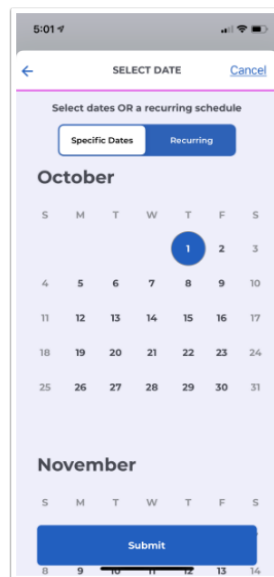 5:01
SELECT DATE Cancel
Select dates OR a recurring schedule
Specific Dates Recurring
October
S M T W T F S
1 2 3
4 5 6 7 8 9 10
11 12 13 14 15 16 17
18 19 20 21 22 23 24
25 26 27 28 29 30 31
November
S M T W T F S
Submit
8 9 10 11 12 13 14